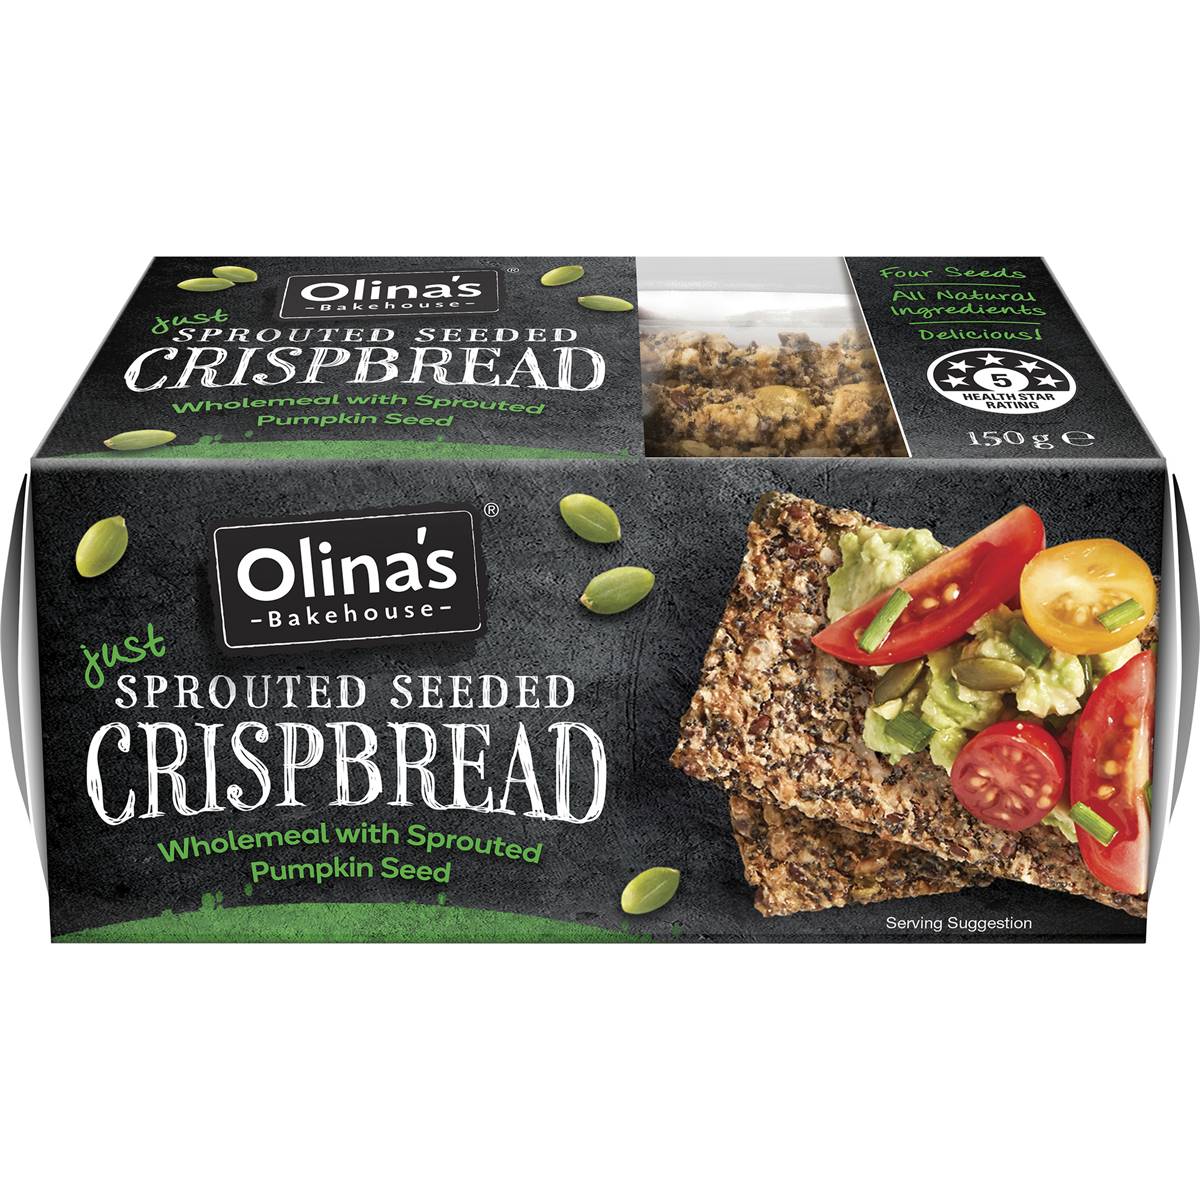 Olina's
®
-Bakehouse-
just
SPROUTED SEEDED
CRISPBREAD
Wholemeal with Sprouted
Pumpkin Seed
Four Seeds
All Natural
Ingredients
Delicious!
5
HEALTH STAR
RATING
150g ℮
Olina's
®
-Bakehouse-
just
SPROUTED SEEDED
CRISPBREAD
Wholemeal with Sprouted
Pumpkin Seed
Serving Suggestion